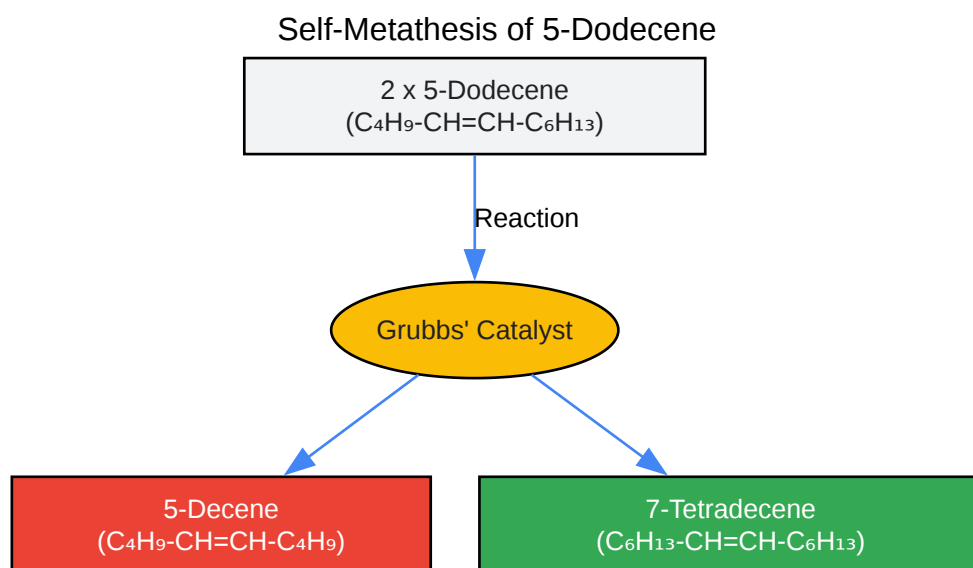 Self-Metathesis of 5-Dodecene
2 x 5-Dodecene
(C₄H₉-CH=CH-C₆H₁₃)
Reaction
Grubbs' Catalyst
5-Decene
(C₄H₉-CH=CH-C₄H₉)
7-Tetradecene
(C₆H₁₃-CH=CH-C₆H₁₃)